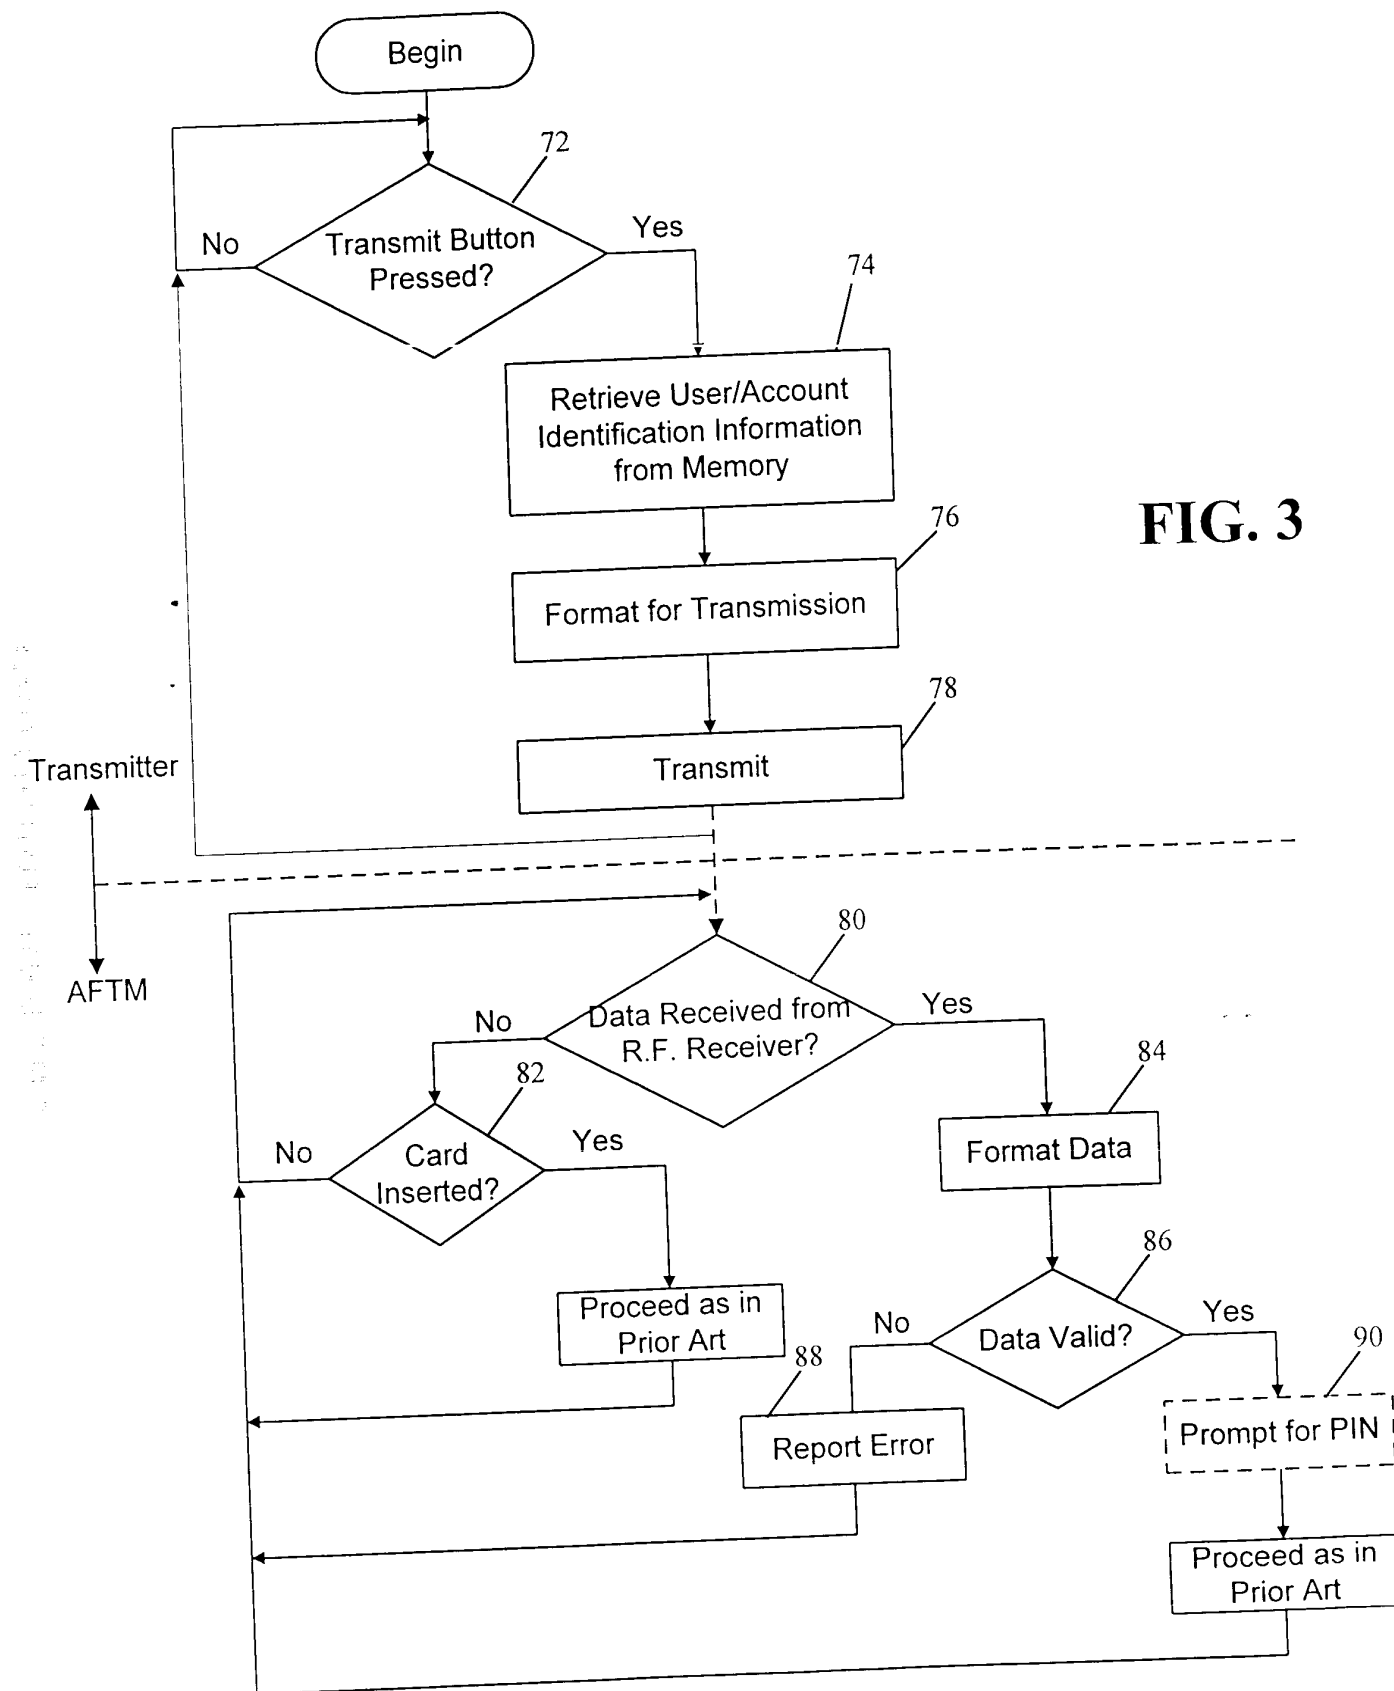 Begin
72
No
Yes
Transmit Button
Pressed?
74
Retrieve User/Account
Identification Information
from Memory
FIG. 3
76
Format for Transmission
78
Transmitter
Transmit
AFTM
80
No
Data Received from
R.F. Receiver?
Yes
82
84
No
Card
Inserted?
Yes
Format Data
86
Proceed as in
Prior Art
No
Data Valid?
Yes
88
90
Report Error
Prompt for PIN
Proceed as in
Prior Art